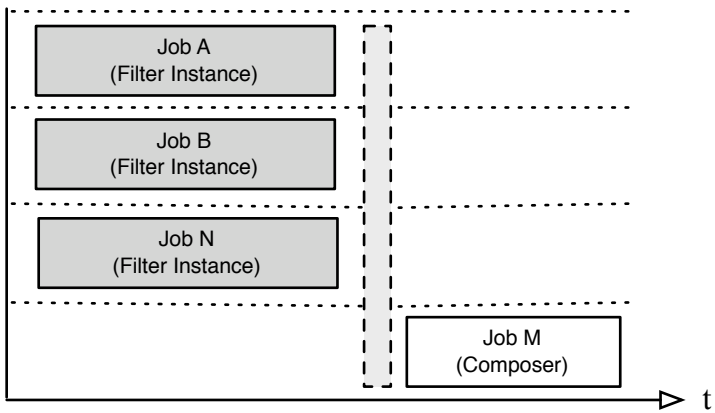 Job A
(Filter Instance)
Job B
(Filter Instance)
Job N
(Filter Instance)
Job M
(Composer)
t